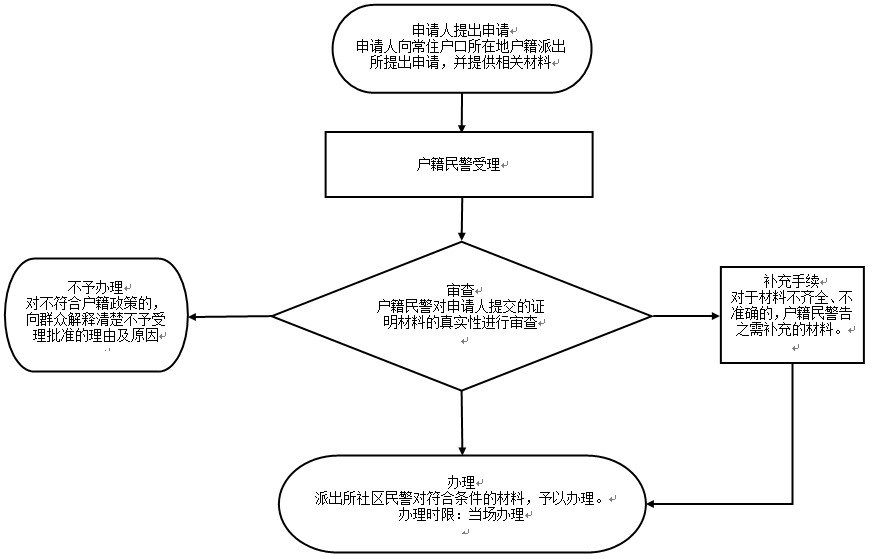 申请人提出申请
申请人向常住户口所在地户籍派出
所提出申请，并提供相关材料
户籍民警受理
审查
户籍民警对申请人提交的证
明材料的真实性进行审查
不予办理
对不符合户籍政策的，
向群众解释清楚不予受
理批准的理由及原因
补充手续
对于材料不齐全、不
准确的，户籍民警告
之需补充的材料。
办理
派出所社区民警对符合条件的材料，予以办理。
办理时限：当场办理